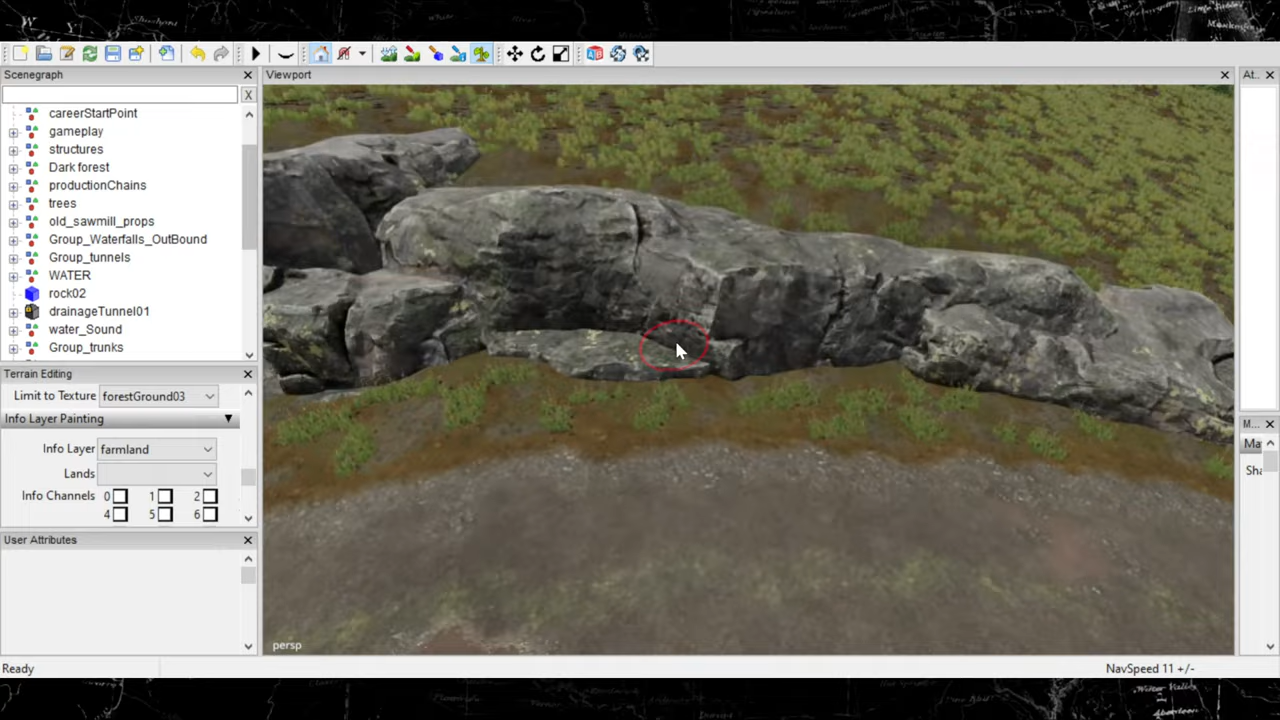 Scenegraph
Viewport
At..
X
careerStartPoint
gameplay
structures
Dark forest
productionChains
trees
old_sawmill_props
Group_Waterfalls_OutBound
Group_tunnels
WATER
rock02
drainageTunnel01
water_Sound
Group_trunks
Terrain Editing
Limit to Texture forestGround03
Info Layer Painting
Info Layer farmland
Lands
Info Channels 0 1 2
4 5 6
User Attributes
M...
Ma
Sha
persp
Ready
NavSpeed 11 +/-